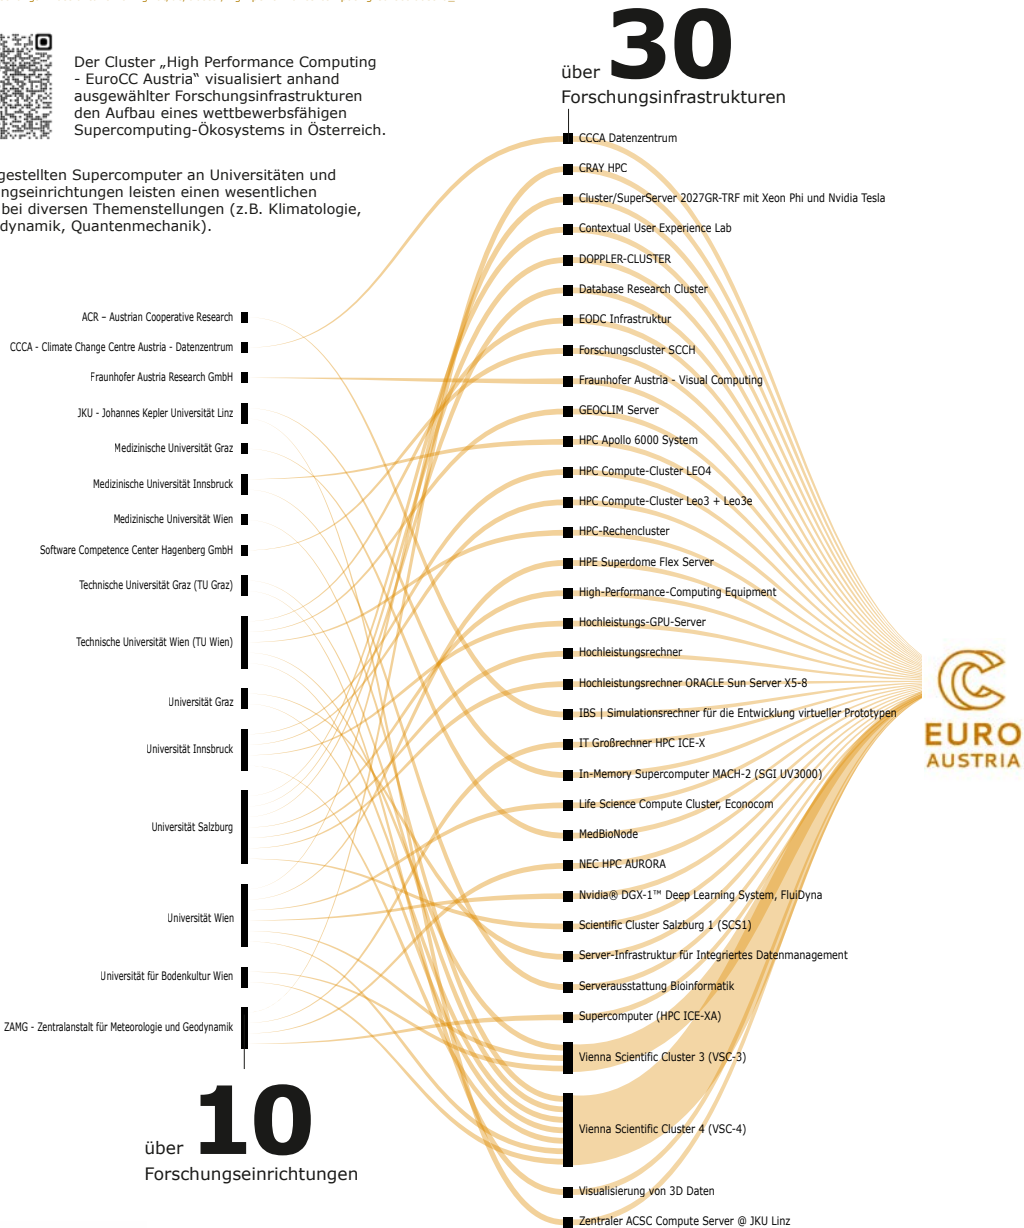 Der Cluster „High Performance Computing
- EuroCC Austria“ visualisiert anhand
ausgewählter Forschungsinfrastrukturen
den Aufbau eines wettbewerbsfähigen
Supercomputing-Ökosystems in Österreich.
gestellten Supercomputer an Universitäten und
ngseinrichtungen leisten einen wesentlichen
bei diversen Themenstellungen (z.B. Klimatologie,
dynamik, Quantenmechanik).
über 30
Forschungsinfrastrukturen
ACR – Austrian Cooperative Research
CCCA - Climate Change Centre Austria - Datenzentrum
Fraunhofer Austria Research GmbH
JKU - Johannes Kepler Universität Linz
Medizinische Universität Graz
Medizinische Universität Innsbruck
Medizinische Universität Wien
Software Competence Center Hagenberg GmbH
Technische Universität Graz (TU Graz)
Technische Universität Wien (TU Wien)
Universität Graz
Universität Innsbruck
Universität Salzburg
Universität Wien
Universität für Bodenkultur Wien
ZAMG - Zentralanstalt für Meteorologie und Geodynamik
über 10
Forschungseinrichtungen
CCCA Datenzentrum
CRAY HPC
Cluster/SuperServer 2027GR-TRF mit Xeon Phi und Nvidia Tesla
Contextual User Experience Lab
DOPPLER-CLUSTER
Database Research Cluster
EODC Infrastruktur
Forschungscluster SCCH
Fraunhofer Austria - Visual Computing
GEOCLIM Server
HPC Apollo 6000 System
HPC Compute-Cluster LEO4
HPC Compute-Cluster Leo3 + Leo3e
HPC-Rechencluster
HPE Superdome Flex Server
High-Performance-Computing Equipment
Hochleistungs-GPU-Server
Hochleistungsrechner
Hochleistungsrechner ORACLE Sun Server X5-8
IBS | Simulationsrechner für die Entwicklung virtueller Prototypen
IT Großrechner HPC ICE-X
In-Memory Supercomputer MACH-2 (SGI UV3000)
Life Science Compute Cluster, Econocom
MedBioNode
NEC HPC AURORA
Nvidia® DGX-1™ Deep Learning System, FluiDyna
Scientific Cluster Salzburg 1 (SCS1)
Server-Infrastruktur für Integriertes Datenmanagement
Serverausstattung Bioinformatik
Supercomputer (HPC ICE-XA)
Vienna Scientific Cluster 3 (VSC-3)
Vienna Scientific Cluster 4 (VSC-4)
Visualisierung von 3D Daten
Zentraler ACSC Compute Server @ JKU Linz
EURO
AUSTRIA